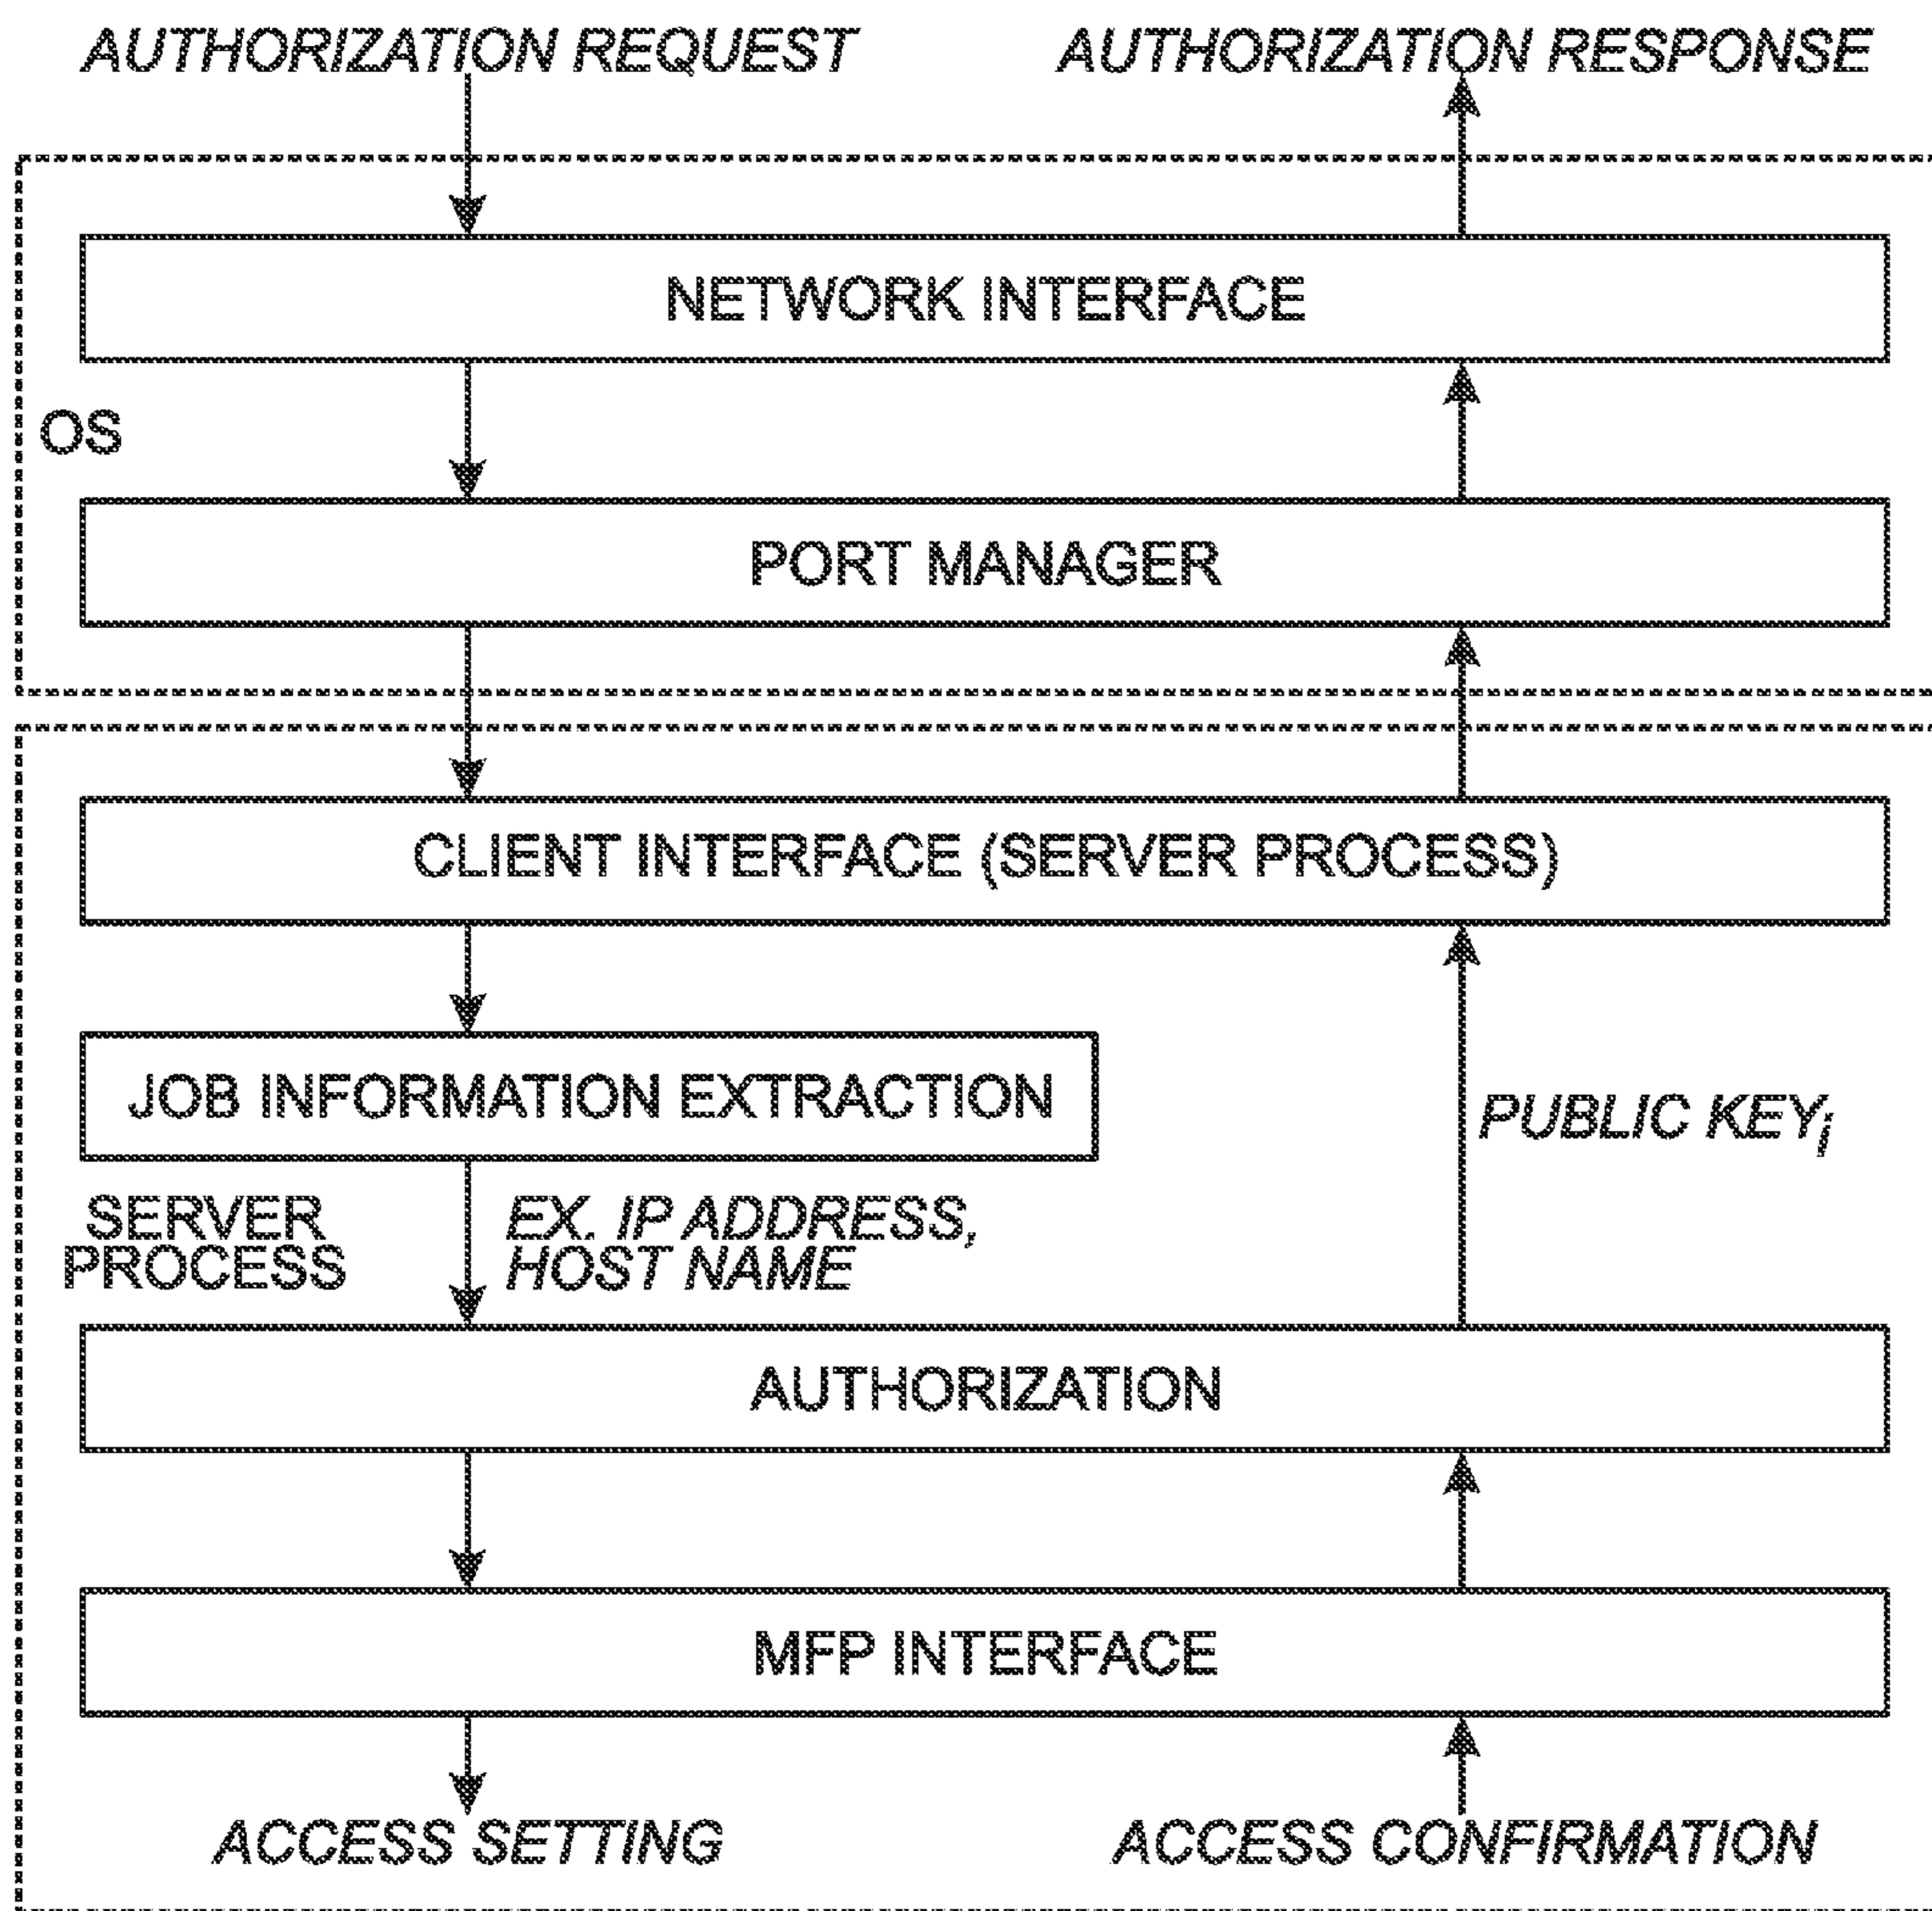 AUTHORIZATION REQUEST
AUTHORIZATION RESPONSE
NETWORK INTERFACE
OS
PORT MANAGER
CLIENT INTERFACE (SERVER PROCESS)
JOB INFORMATION EXTRACTION
PUBLIC KEYi
SERVER
PROCESS
EX. IP ADDRESS,
HOST NAME
AUTHORIZATION
MFP INTERFACE
ACCESS SETTING
ACCESS CONFIRMATION